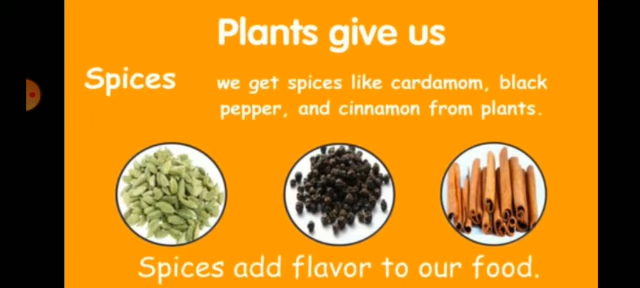 Plants give us
Spices
we get spices like cardamom, black
pepper, and cinnamon from plants.
Spices add flavor to our food.